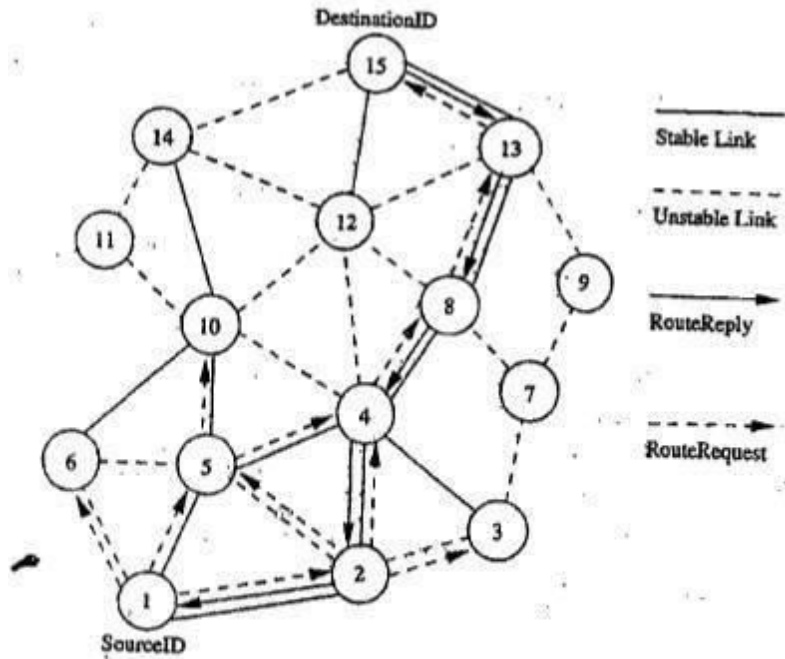 DestinationID
15
14
13
Stable Link
12
Unstable Link
11
9
8
RouteReply
10
7
4
6
5
RouteRequest
3
2
1
SourceID